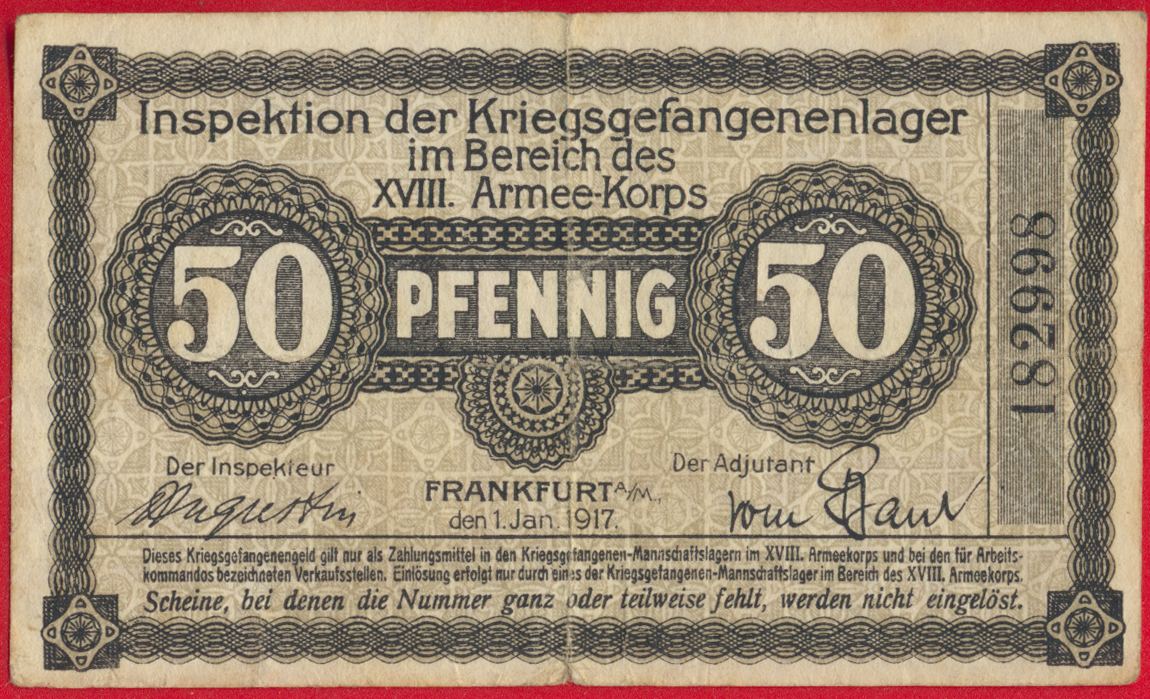 Inspektion der Kriegsgefangenenlager
im Bereich des
XVIII. Armee-Korps
50 PFENNIG 50
182998
Der Inspekteur
Augustin
Der Adjutant
vom
FRANKFURT A/M.,
den 1. Jan. 1917.
Dieses Kriegsgefangenengeld gilt nur als Zahlungsmittel in den Kriegsgefangenen-Mannschaftslagern im XVIII. Armeekorps und bei den für Arbeits-
kommandos bezeichneten Verkaufsstellen. Einlösung erfolgt nur durch eines der Kriegsgefangenen-Mannschaftslager im Bereich des XVIII. Armeekorps.
Scheine, bei denen die Nummer ganz oder teilweise fehlt, werden nicht eingelöst.